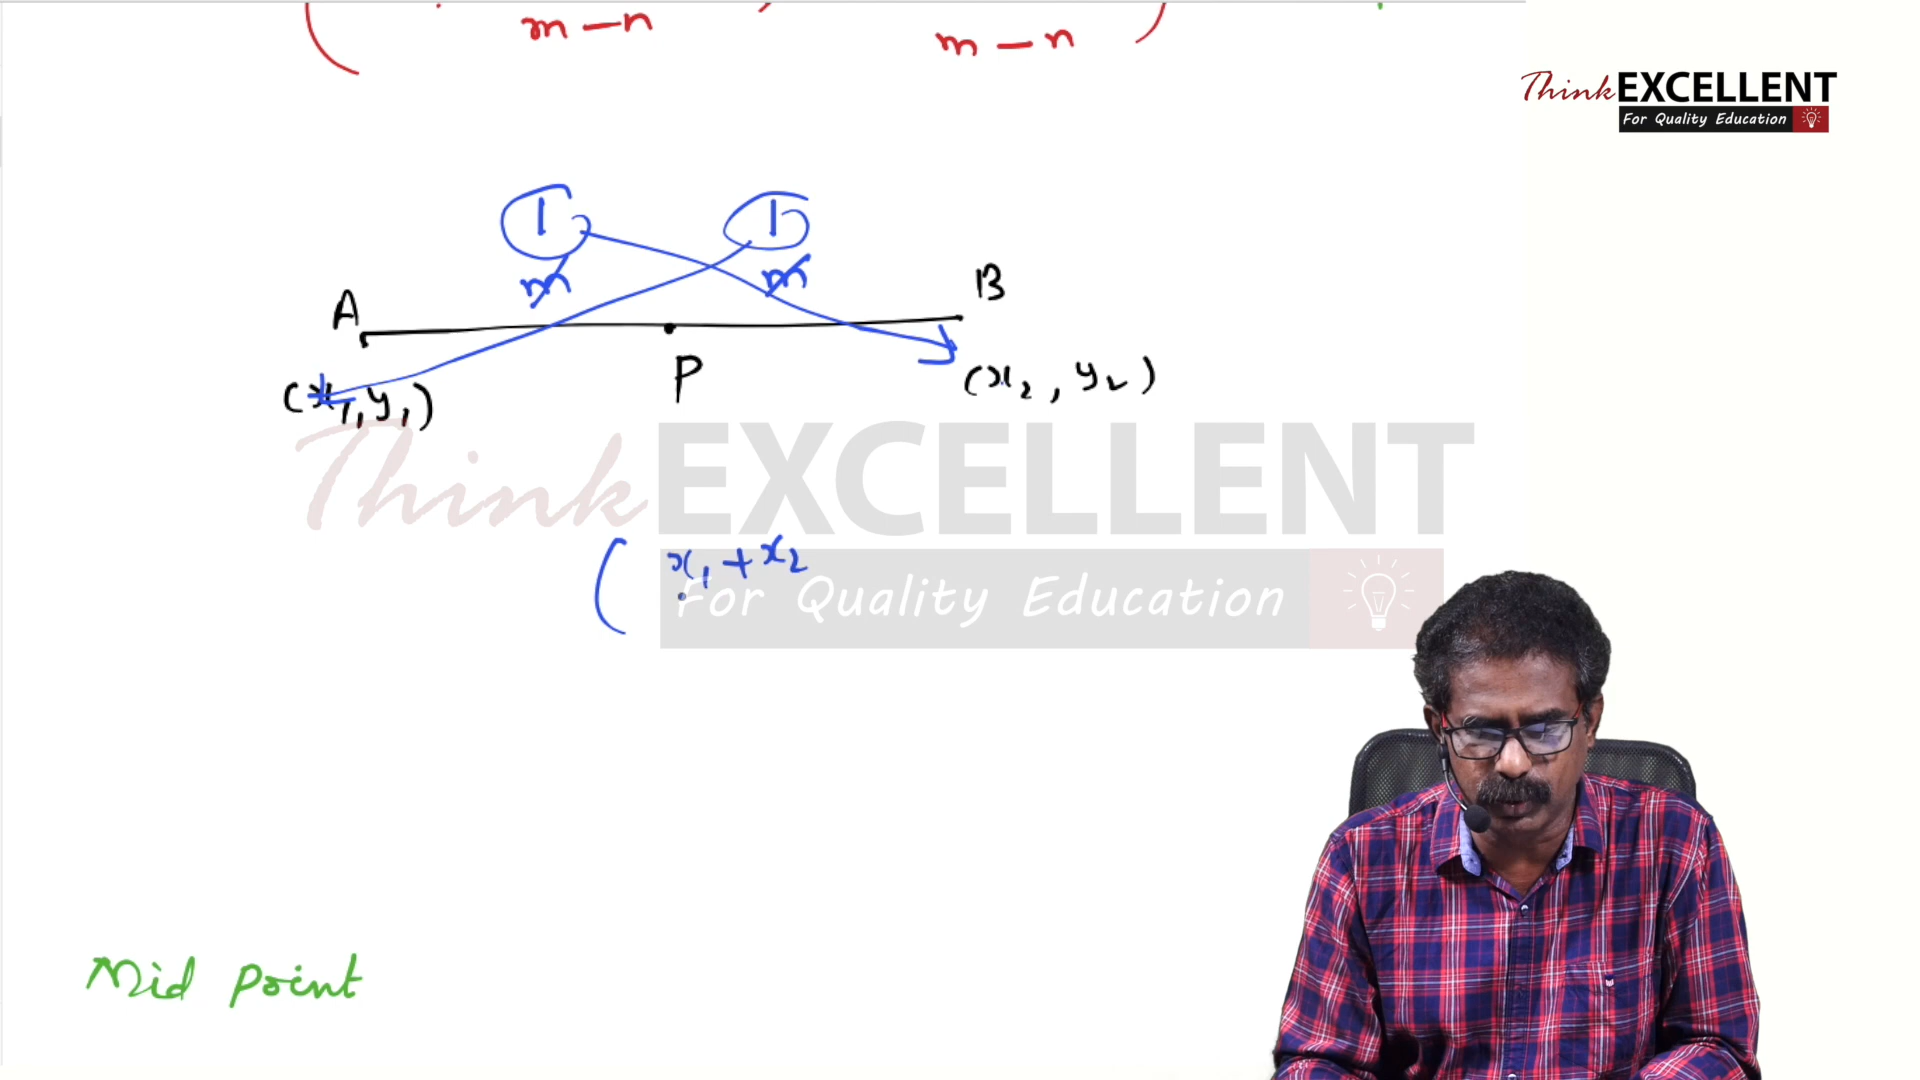 m - n
m - n
Think EXCELLENT
For Quality Education
1 1
m m
A B
P
(x₁, y₁)
(x₂, y₂)
Think EXCELLENT
( x₁ + x₂
For Quality Education
Mid point